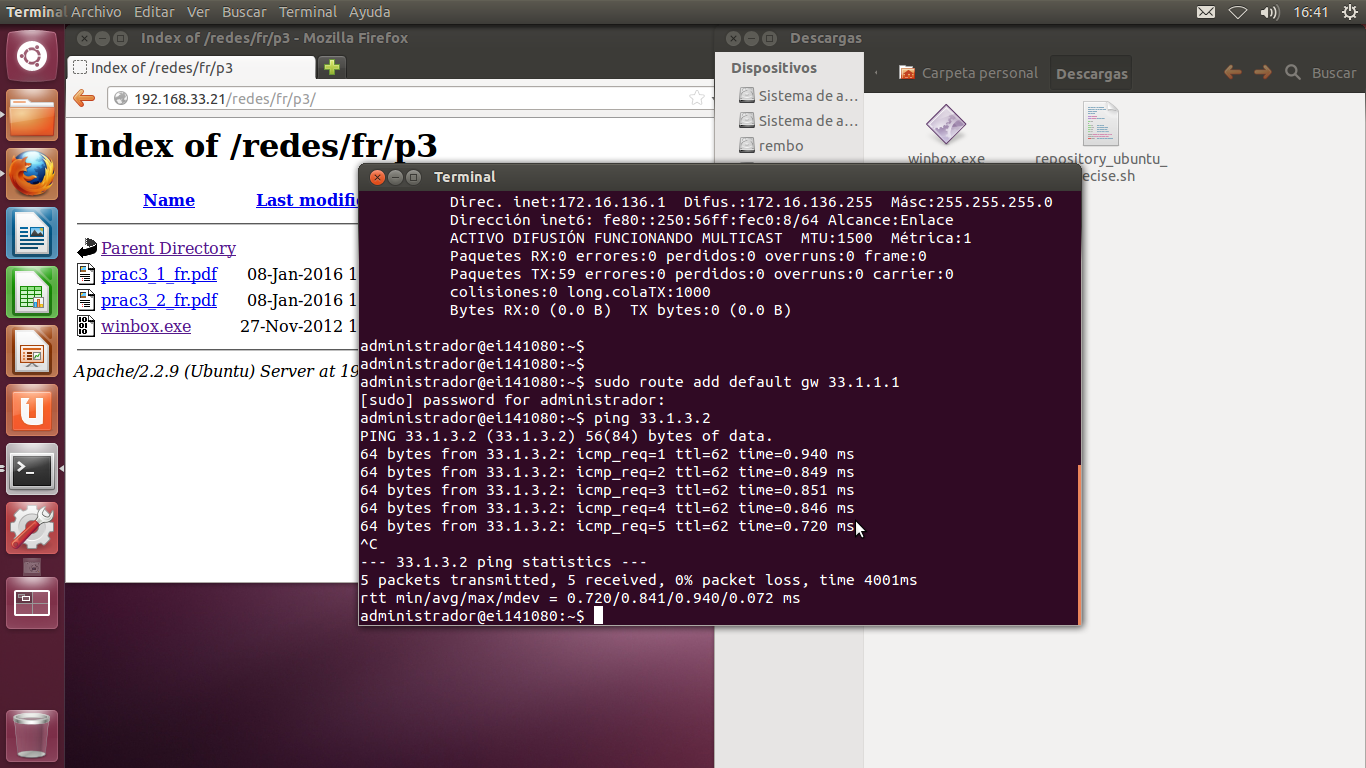 Terminal Archivo Editar Ver Buscar Terminal Ayuda 16:41
Index of /redes/fr/p3 - Mozilla Firefox
Index of /redes/fr/p3
192.168.33.21/redes/fr/p3/
Index of /redes/fr/p3
Name Last modifie
Parent Directory
prac3_1_fr.pdf 08-Jan-2016 1
prac3_2_fr.pdf 08-Jan-2016 1
winbox.exe 27-Nov-2012 1
Apache/2.2.9 (Ubuntu) Server at 19
Descargas
Dispositivos
Sistema de a...
Sistema de a...
rembo
Carpeta personal Descargas Buscar
winbox.exe
repository_ubuntu_
ecise.sh
Terminal
Direc. inet:172.16.136.1 Difus.:172.16.136.255 Másc:255.255.255.0
Dirección inet6: fe80::250:56ff:fec0:8/64 Alcance:Enlace
ACTIVO DIFUSIÓN FUNCIONANDO MULTICAST MTU:1500 Métrica:1
Paquetes RX:0 errores:0 perdidos:0 overruns:0 frame:0
Paquetes TX:59 errores:0 perdidos:0 overruns:0 carrier:0
colisiones:0 long.colaTX:1000
Bytes RX:0 (0.0 B) TX bytes:0 (0.0 B)
administrador@ei141080:~$
administrador@ei141080:~$
administrador@ei141080:~$ sudo route add default gw 33.1.1.1
[sudo] password for administrador:
administrador@ei141080:~$ ping 33.1.3.2
PING 33.1.3.2 (33.1.3.2) 56(84) bytes of data.
64 bytes from 33.1.3.2: icmp_req=1 ttl=62 time=0.940 ms
64 bytes from 33.1.3.2: icmp_req=2 ttl=62 time=0.849 ms
64 bytes from 33.1.3.2: icmp_req=3 ttl=62 time=0.851 ms
64 bytes from 33.1.3.2: icmp_req=4 ttl=62 time=0.846 ms
64 bytes from 33.1.3.2: icmp_req=5 ttl=62 time=0.720 ms
^C
--- 33.1.3.2 ping statistics ---
5 packets transmitted, 5 received, 0% packet loss, time 4001ms
rtt min/avg/max/mdev = 0.720/0.841/0.940/0.072 ms
administrador@ei141080:~$